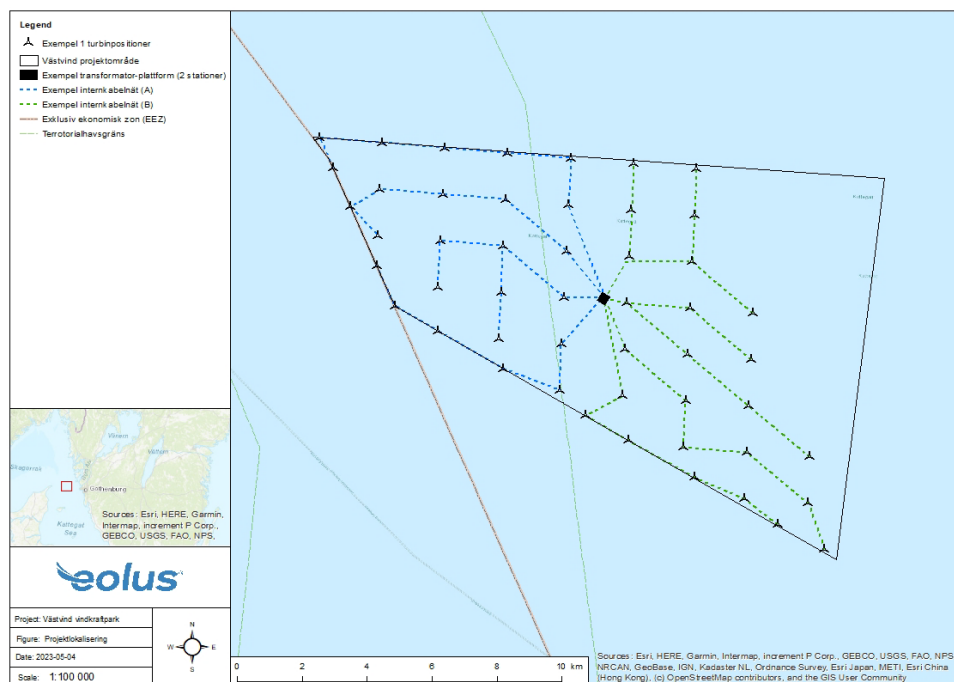 Legend
Exempel 1 turbinpositioner
Västvind projektområde
Exempel transformator-plattform (2 stationer)
Exempel internkabelnät (A)
Exempel internkabelnät (B)
Exklusiv ekonomisk zon (EEZ)
Terrotorialhavsgräns
Kattegat
Skagerrak
Vänern
Vättern
Gothenburg
Kattegat
Sea
Sources: Esri, HERE, Garmin,
Intermap, increment P Corp.,
GEBCO, USGS, FAO, NPS,
eolus
Project: Västvind vindkraftpark
Figure: Projektlokalisering
Date: 2023-05-04
Scale: 1:100 000
N
W
E
S
0 2 4 6 8 10 km
Sources: Esri, HERE, Garmin, Intermap, increment P Corp., GEBCO, USGS, FAO, NPS,
NRCAN, GeoBase, IGN, Kadaster NL, Ordnance Survey, Esri Japan, METI, Esri China
(Hong Kong), (c) OpenStreetMap contributors, and the GIS User Community